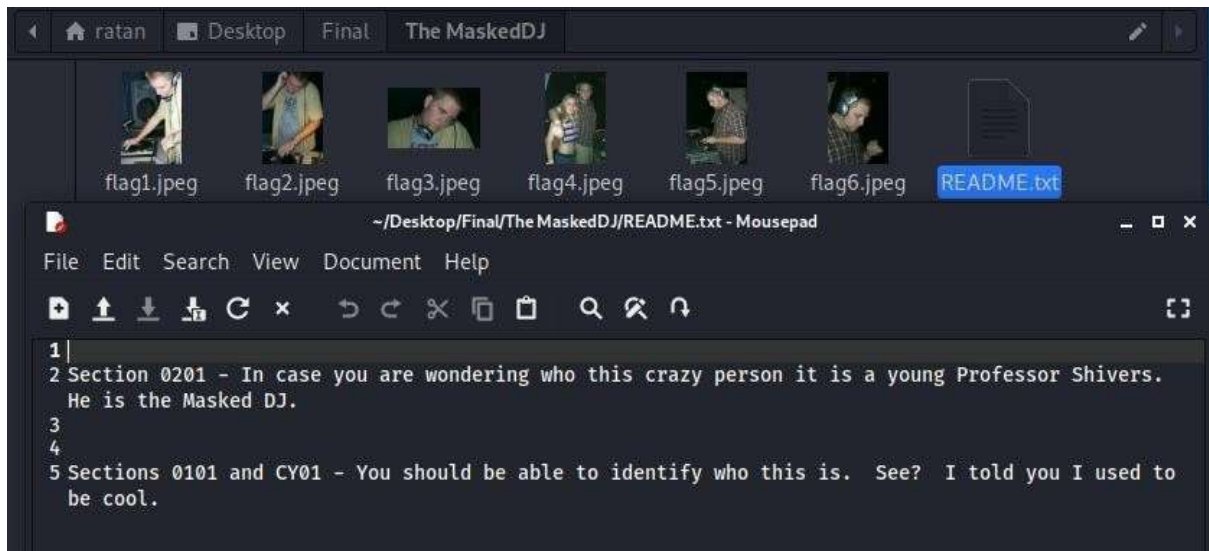 ratan Desktop Final The MaskedDJ
flag1.jpeg flag2.jpeg flag3.jpeg flag4.jpeg flag5.jpeg flag6.jpeg README.txt
~/Desktop/Final/The MaskedDJ/README.txt - Mousepad
File Edit Search View Document Help
1
2 Section 0201 – In case you are wondering who this crazy person it is a young Professor Shivers.
He is the Masked DJ.
3
4
5 Sections 0101 and CY01 – You should be able to identify who this is.  See?  I told you I used to
be cool.